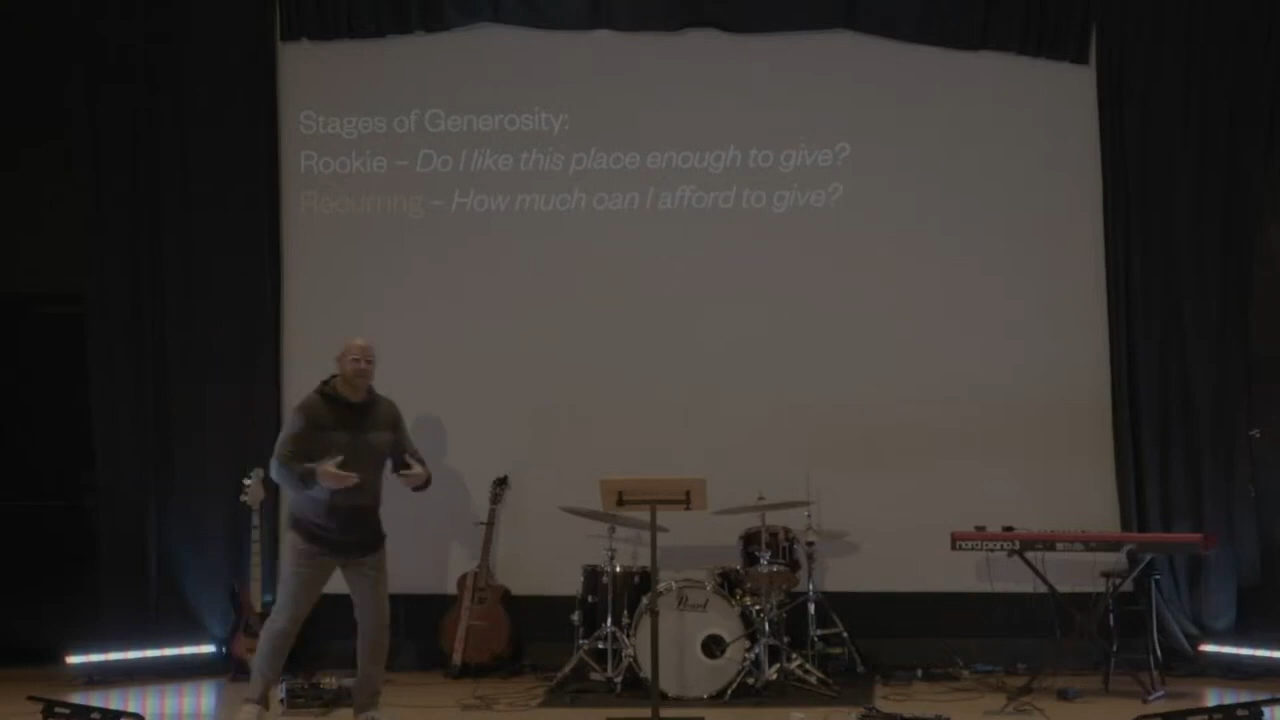 Stages of Generosity:
Rookie – Do I like this place enough to give?
Recurring – How much can I afford to give?
nord piano 3
Pearl